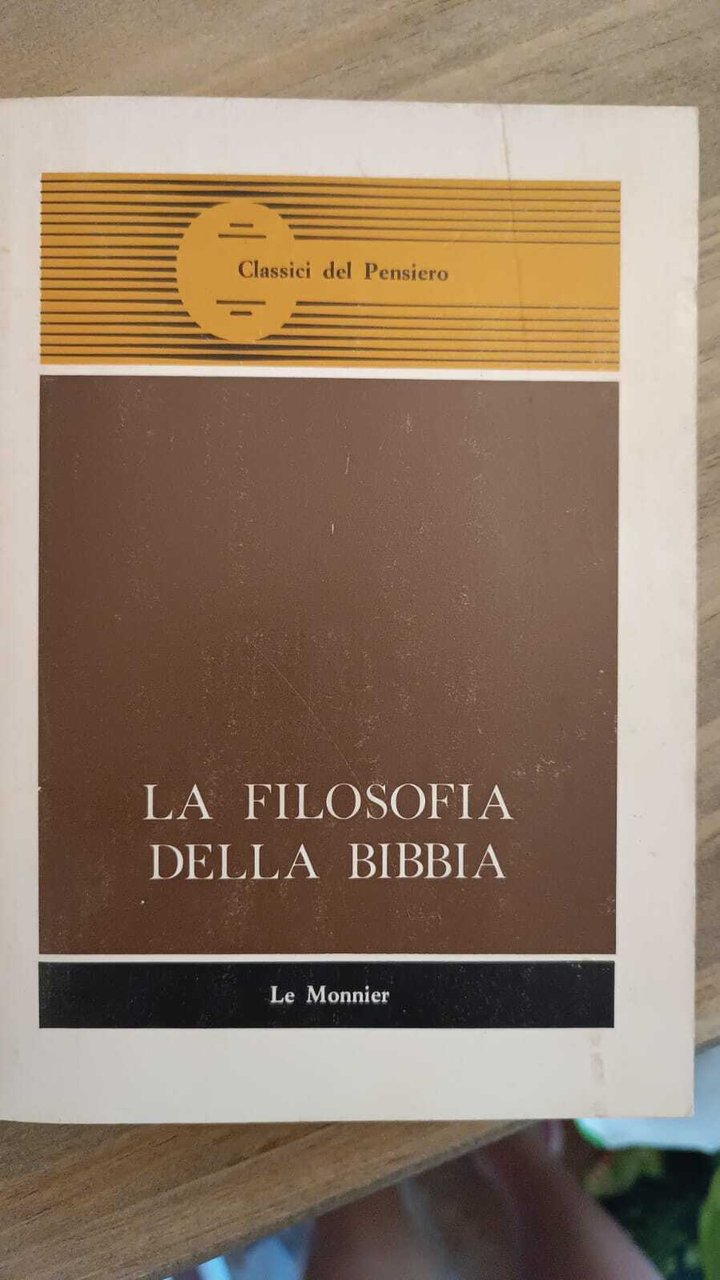 Classici del Pensiero
LA FILOSOFIA
DELLA BIBBIA
Le Monnier